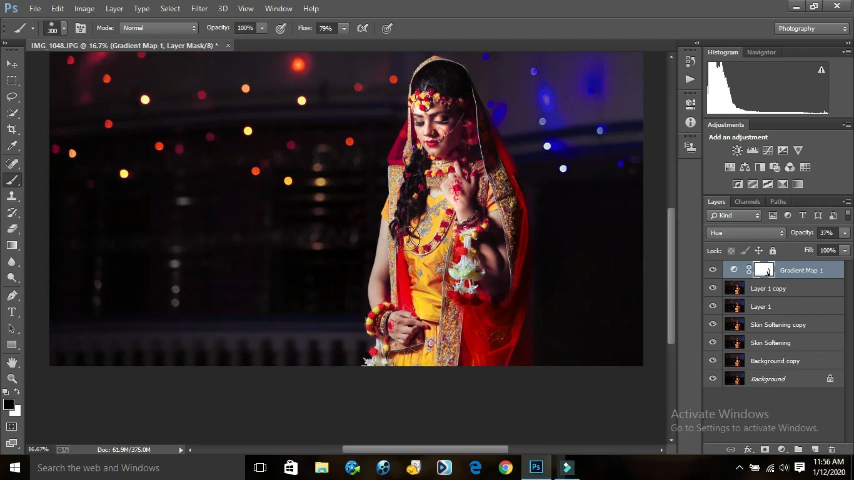 Ps File Edit Image Layer Type Select Filter 3D View Window Help
300 Mode: Normal Opacity: 100% Flow: 79% Photography
IMG_1048.JPG @ 16.7% (Gradient Map 1, Layer Mask/8) * ×
Histogram Navigator
Adjustments
Add an adjustment
Layers Channels Paths
Kind
Hue Opacity: 37%
Lock: Fill: 100%
Gradient Map 1
Layer 1 copy
Layer 1
Skin Softening copy
Skin Softening
Background copy
Background
Activate Windows
Go to Settings to activate Windows.
16.67% Doc: 61.9M/375.0M
fx
Search the web and Windows
Ps
11:56 AM
1/12/2020